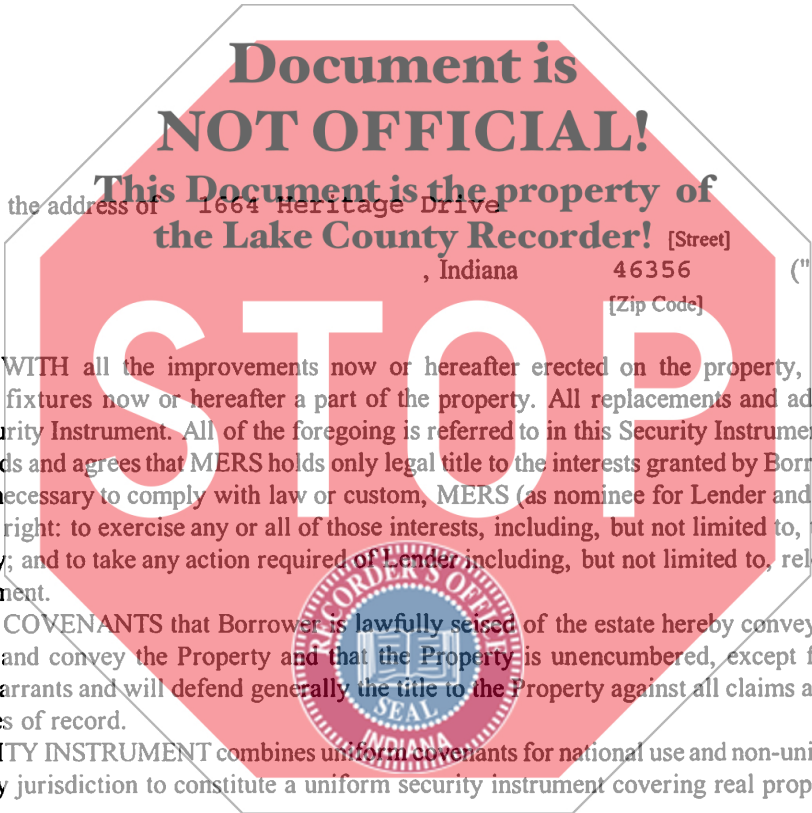 Document is
NOT OFFICIAL!
This Document is the property of
the address of 1664 Heritage Drive
the Lake County Recorder! [Street]
, Indiana 46356 ("
[Zip Code]
STOP
WITH all the improvements now or hereafter erected on the property,
fixtures now or hereafter a part of the property. All replacements and ad
urity Instrument. All of the foregoing is referred to in this Security Instrumen
ds and agrees that MERS holds only legal title to the interests granted by Borr
necessary to comply with law or custom, MERS (as nominee for Lender and
right: to exercise any or all of those interests, including, but not limited to,
y; and to take any action required of Lender including, but not limited to, rel
ment.
COVENANTS that Borrower is lawfully seised of the estate hereby convey
and convey the Property and that the Property is unencumbered, except f
arrants and will defend generally the title to the Property against all claims a
es of record.
ITY INSTRUMENT combines uniform covenants for national use and non-uni
y jurisdiction to constitute a uniform security instrument covering real prop
RECORDER'S OFFICE
SEAL
INDIANA